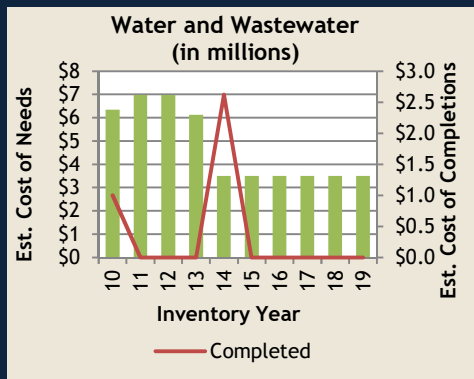 Water and Wastewater
(in millions)
Est. Cost of Needs
$8
$7
$6
$5
$4
$3
$2
$1
$0
$3.0
$2.5
$2.0
$1.5
$1.0
$0.5
$0.0
Est. Cost of Completions
10 11 12 13 14 15 16 17 18 19
Inventory Year
Completed